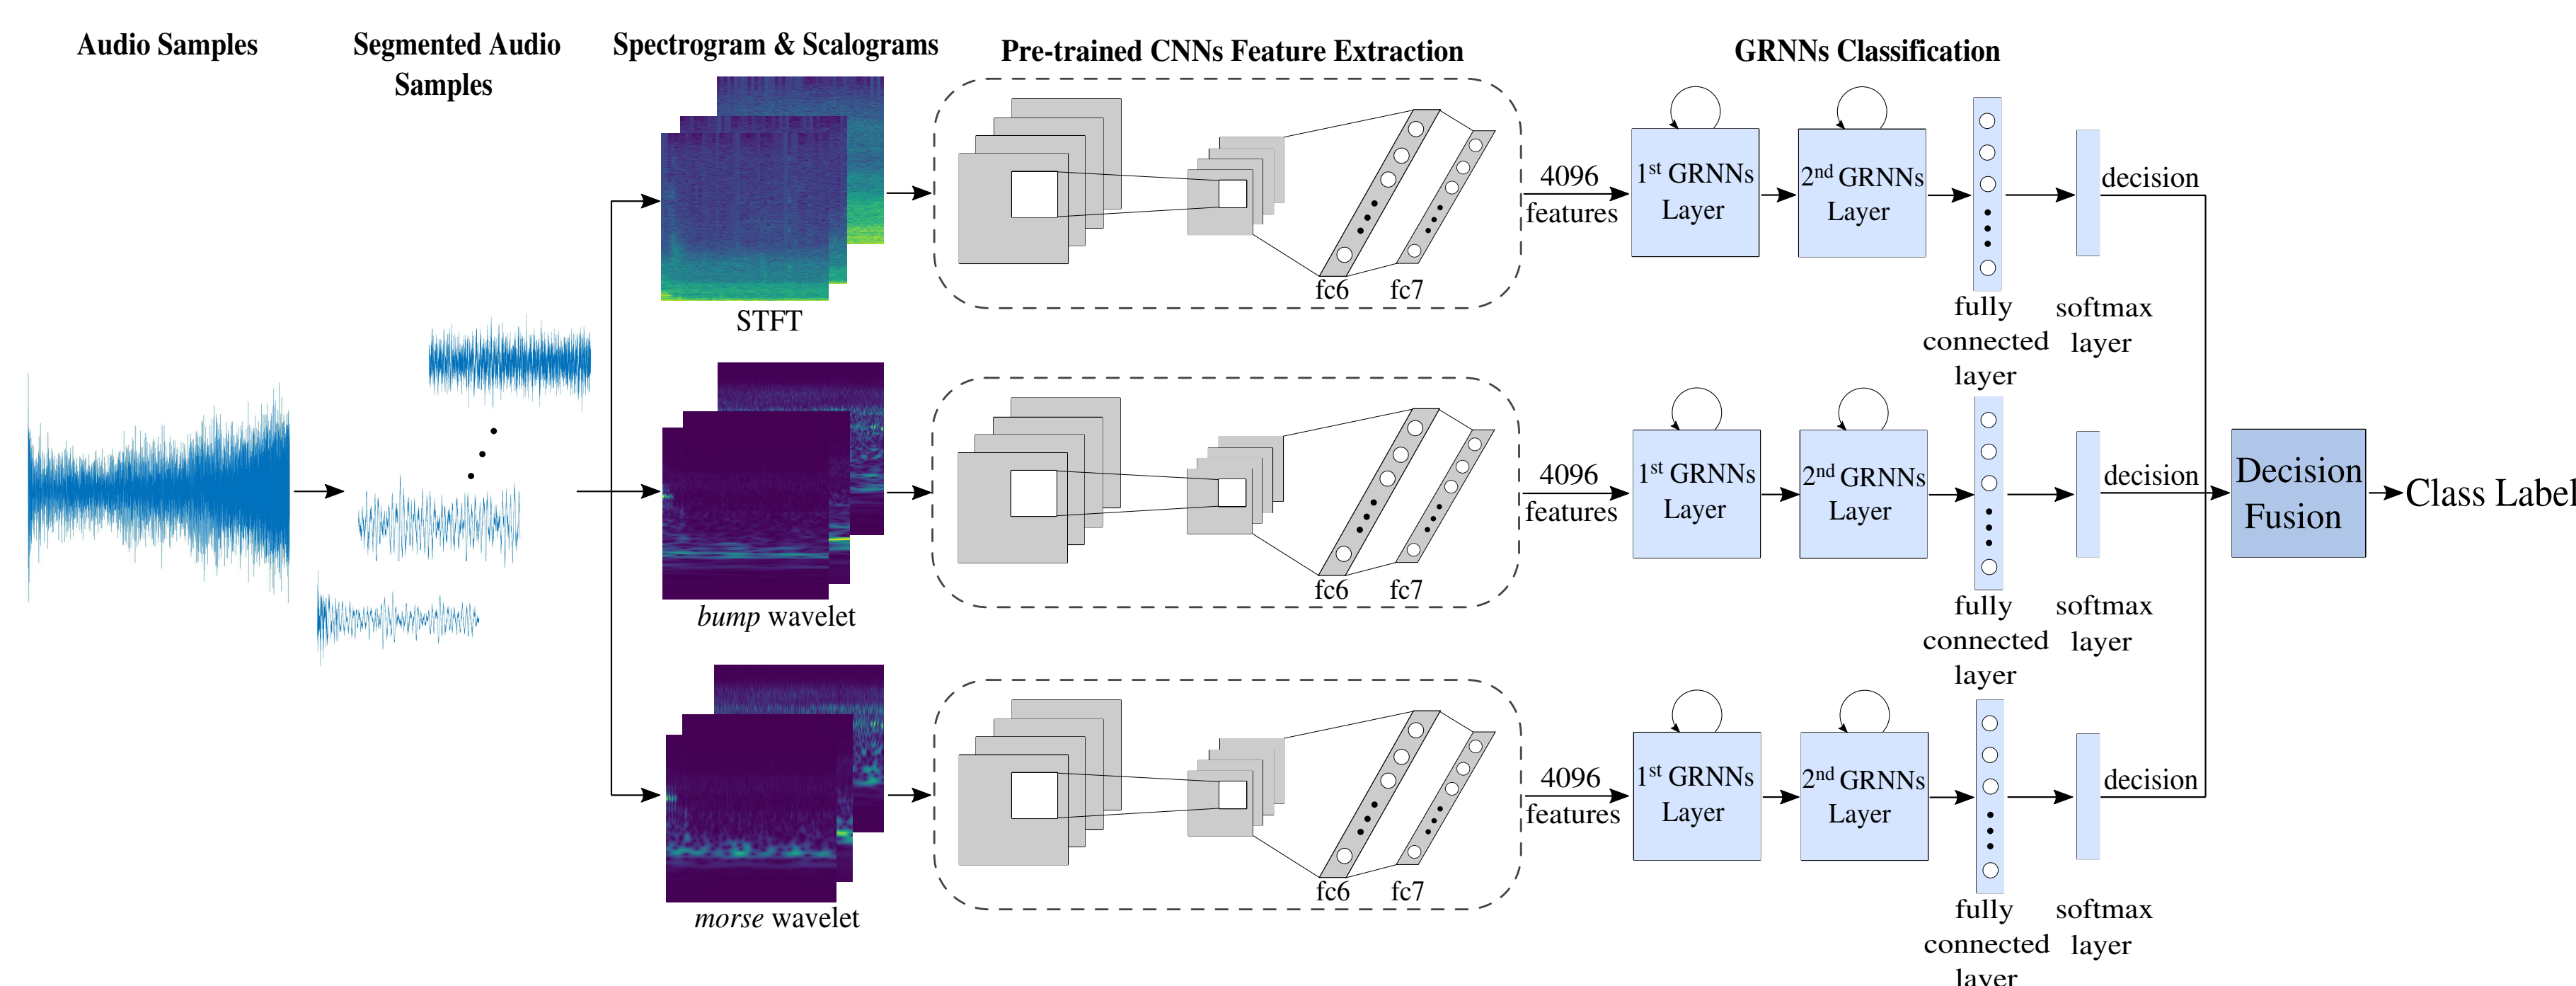 Audio Samples
Segmented Audio
Samples
Spectrogram & Scalograms
Pre-trained CNNs Feature Extraction
GRNNs Classification
STFT
fc6
fc7
4096
features
1st GRNNs
Layer
2nd GRNNs
Layer
fully
connected
layer
softmax
layer
decision
bump wavelet
fc6
fc7
4096
features
1st GRNNs
Layer
2nd GRNNs
Layer
fully
connected
layer
softmax
layer
decision
morse wavelet
fc6
fc7
4096
features
1st GRNNs
Layer
2nd GRNNs
Layer
fully
connected
layer
softmax
layer
decision
Decision
Fusion
Class Label